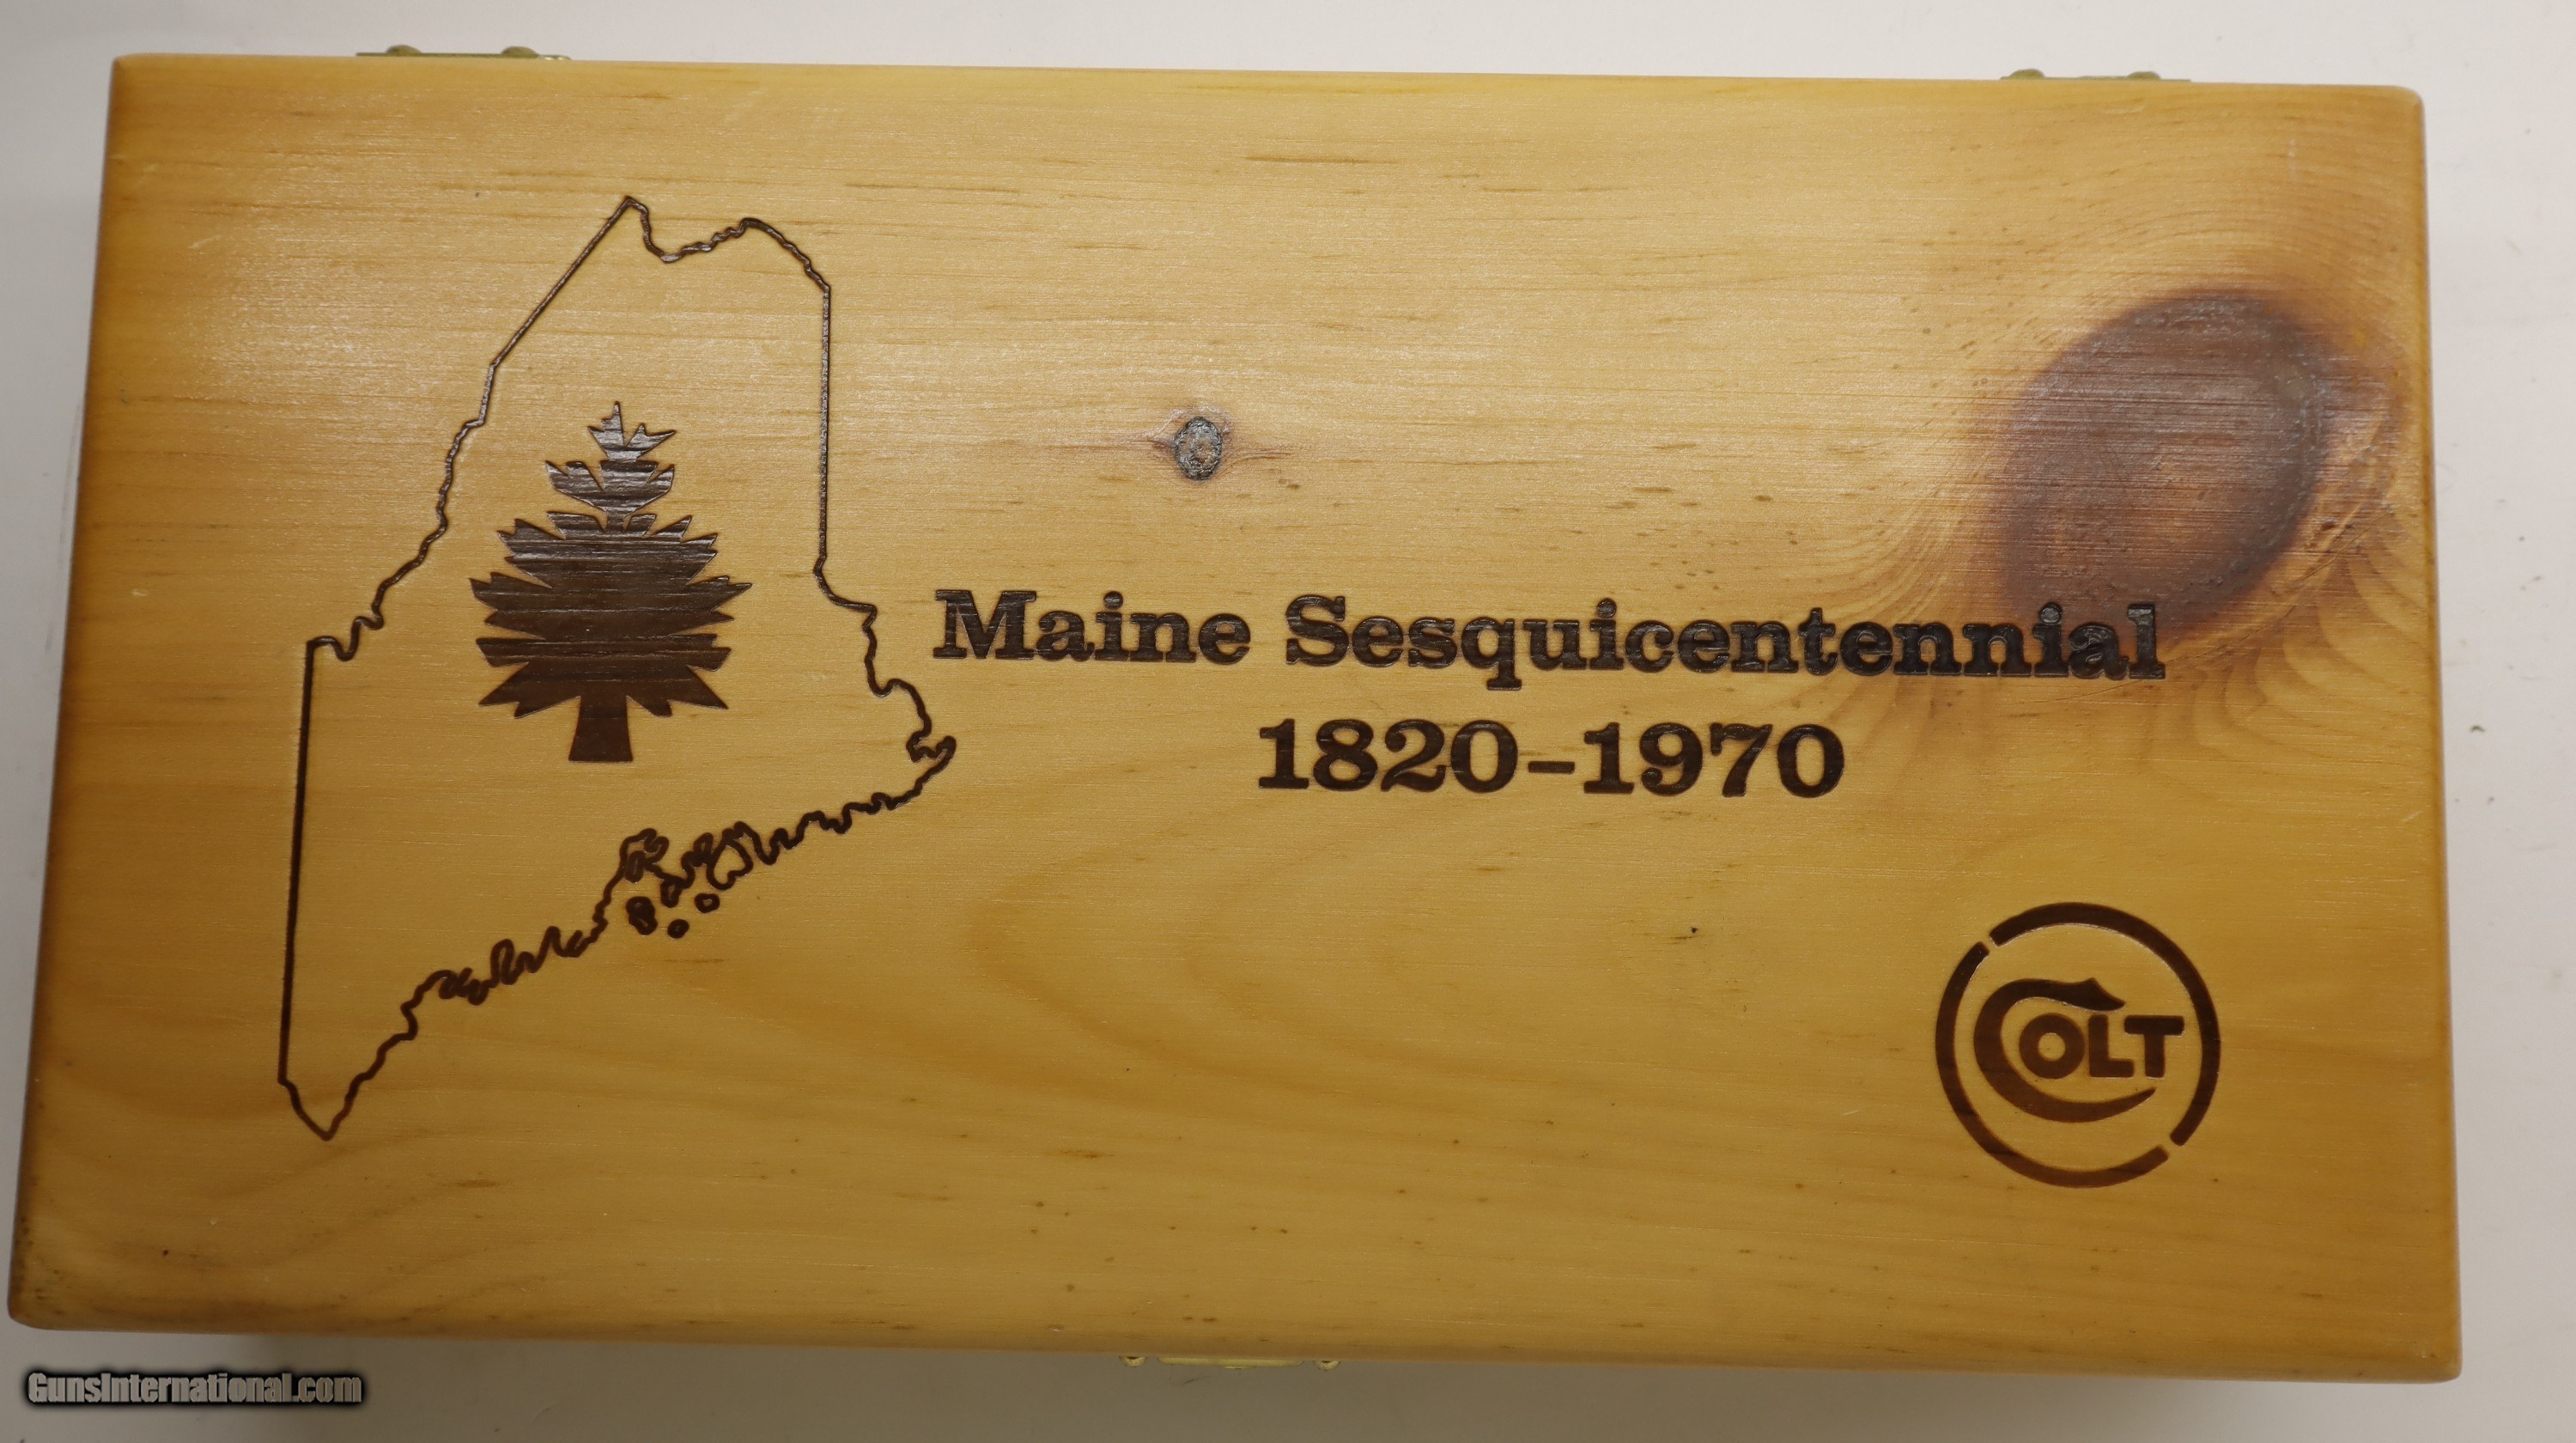 Maine Sesquicentennial
1820-1970
COLT
GunsInternational.com